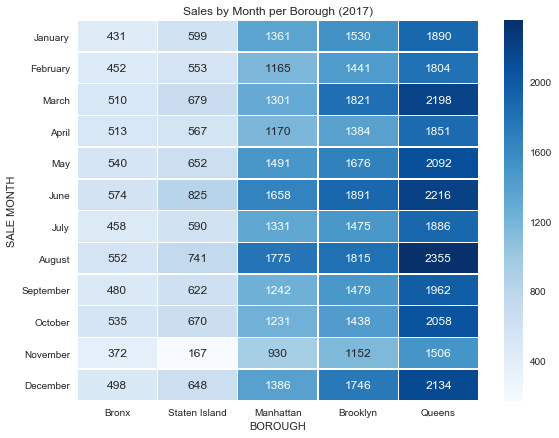 Sales by Month per Borough (2017)
January 431 599 1361 1530 1890
February 452 553 1165 1441 1804
March 510 679 1301 1821 2198
April 513 567 1170 1384 1851
May 540 652 1491 1676 2092
June 574 825 1658 1891 2216
July 458 590 1331 1475 1886
August 552 741 1775 1815 2355
September 480 622 1242 1479 1962
October 535 670 1231 1438 2058
November 372 167 930 1152 1506
December 498 648 1386 1746 2134
Bronx Staten Island Manhattan Brooklyn Queens
BOROUGH
SALE MONTH
2000
1600
1200
800
400